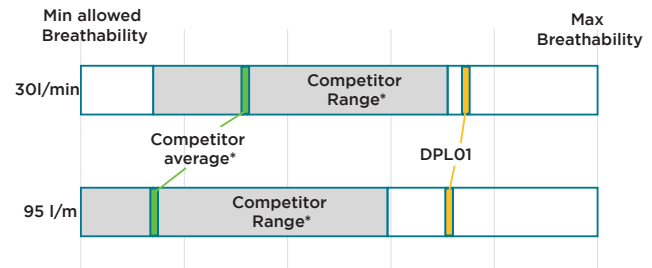 Min allowed
Breathability
Max
Breathability
30l/min
Competitor
Range*
Competitor
average*
DPL01
95 l/m
Competitor
Range*